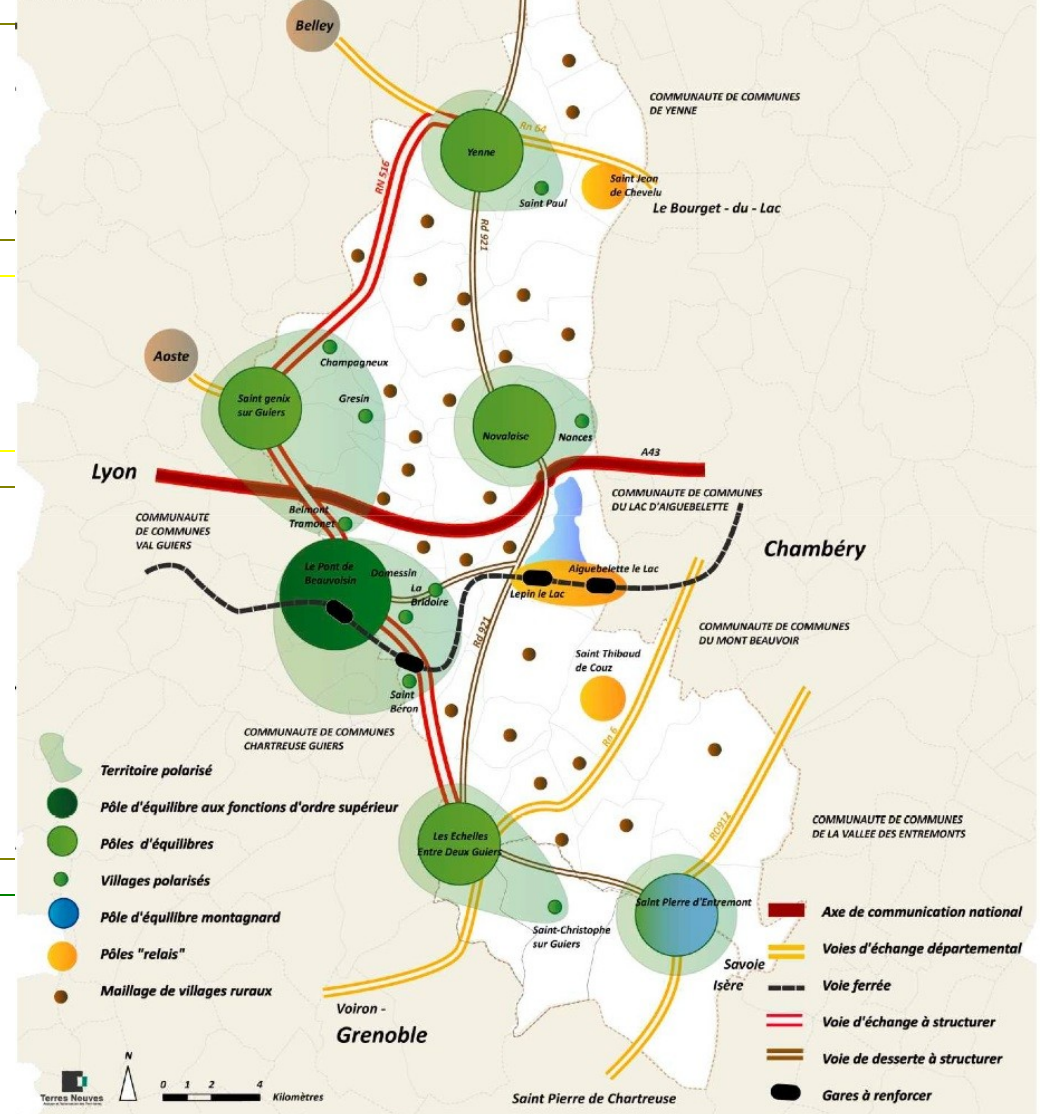 Belley
COMMUNAUTE DE COMMUNES
DE YENNE
Rn 64
Yenne
RN 516
Saint Jean
de Chevelu
Saint Paul
Le Bourget - du - Lac
Rd 921
Aoste
Champagneux
Saint genix
sur Guiers
Gresin
Novalaise
Nances
A43
Lyon
COMMUNAUTE DE COMMUNES
DU LAC D'AIGUEBELETTE
Belmont
Tramonet
COMMUNAUTE
DE COMMUNES
VAL GUIERS
Chambéry
Le Pont de
Beauvoisin
Domessin
La
Bridoire
Aiguebelette le Lac
Lepin le Lac
Rd 921
COMMUNAUTE DE COMMUNES
DU MONT BEAUVOIR
Saint Thibaud
de Couz
Saint
Béron
COMMUNAUTE DE COMMUNES
CHARTREUSE GUIERS
Rn 6
Territoire polarisé
Pôle d'équilibre aux fonctions d'ordre supérieur
Pôles d'équilibres
Villages polarisés
Pôle d'équilibre montagnard
Pôles "relais"
Maillage de villages ruraux
RD912
COMMUNAUTE DE COMMUNES
DE LA VALLEE DES ENTREMONTS
Les Echelles
Entre Deux Guiers
Saint Pierre d'Entremont
Saint-Christophe
sur Guiers
Savoie
Isère
Axe de communication national
Voies d'échange départemental
Voie ferrée
Voie d'échange à structurer
Voie de desserte à structurer
Gares à renforcer
Voiron -
Grenoble
Saint Pierre de Chartreuse
Terres Neuves
N
0 1 2 4
Kilomètres